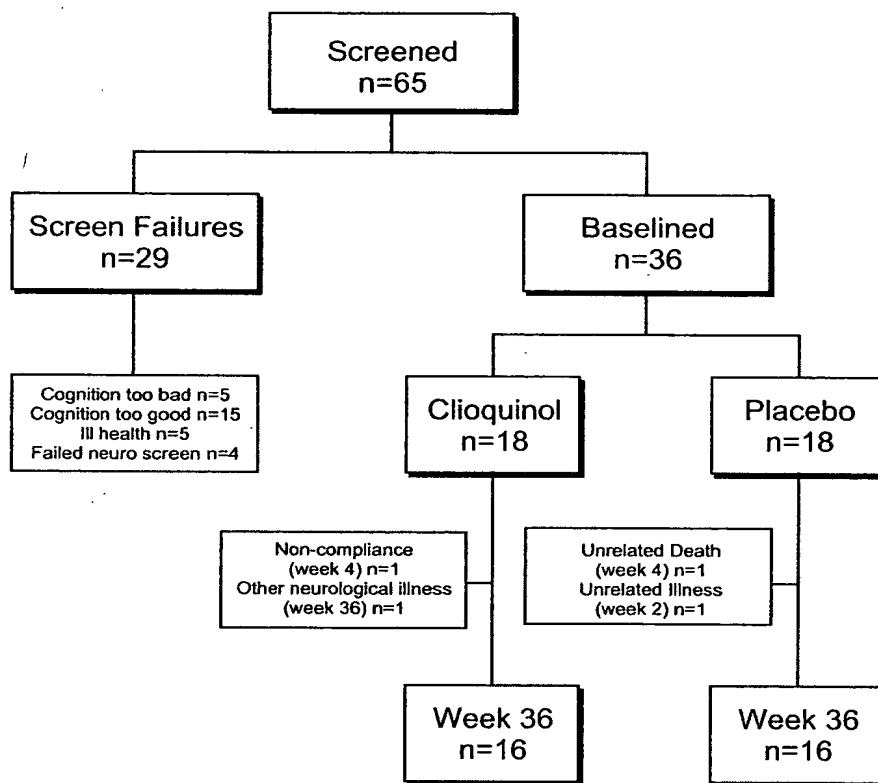 Screened
n=65
Screen Failures
n=29
Baselined
n=36
Cognition too bad n=5
Cognition too good n=15
Ill health n=5
Failed neuro screen n=4
Clioquinol
n=18
Placebo
n=18
Non-compliance
(week 4) n=1
Other neurological illness
(week 36) n=1
Unrelated Death
(week 4) n=1
Unrelated Illness
(week 2) n=1
Week 36
n=16
Week 36
n=16